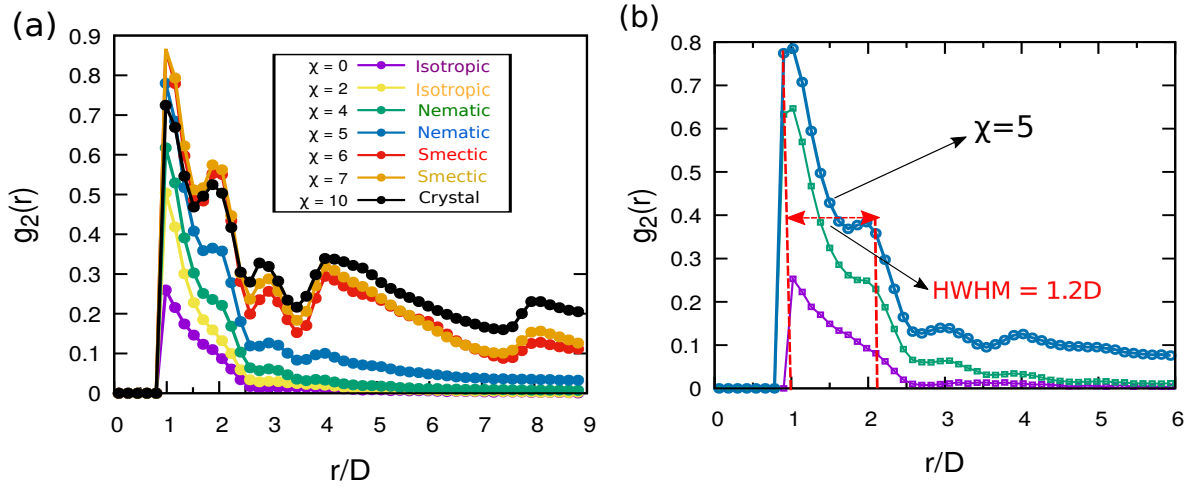 (a)
g₂(r)
0.9
0.8
0.7
0.6
0.5
0.4
0.3
0.2
0.1
0
χ = 0 Isotropic
χ = 2 Isotropic
χ = 4 Nematic
χ = 5 Nematic
χ = 6 Smectic
χ = 7 Smectic
χ = 10 Crystal
0 1 2 3 4 5 6 7 8 9
r/D
(b)
g₂(r)
0.8
0.7
0.6
0.5
0.4
0.3
0.2
0.1
0
χ=5
HWHM = 1.2D
0 1 2 3 4 5 6
r/D